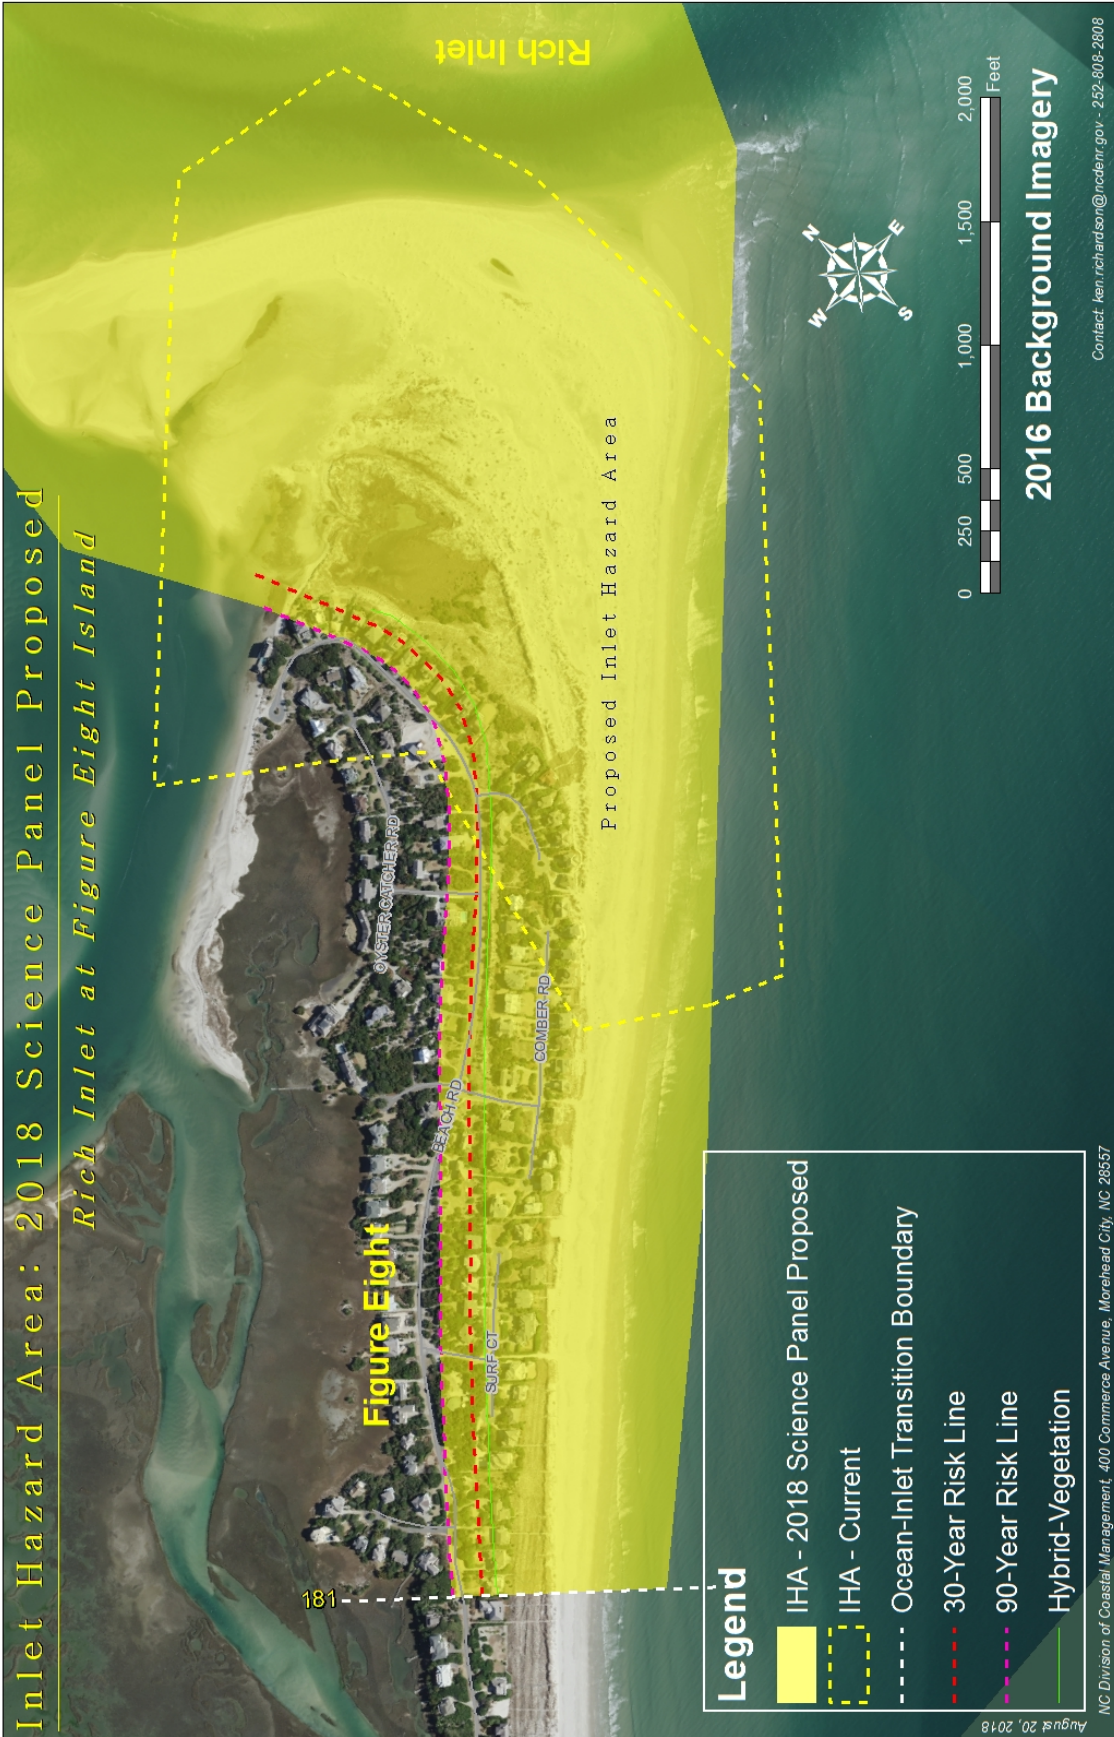 Inlet Hazard Area: 2018 Science Panel Proposed
Rich Inlet at Figure Eight Island
Rich Inlet
Figure Eight
OYSTER CATCHER RD
BEACH RD
COMBER RD
SURF CT
181
Proposed Inlet Hazard Area
Legend
IHA - 2018 Science Panel Proposed
IHA - Current
Ocean-Inlet Transition Boundary
30-Year Risk Line
90-Year Risk Line
Hybrid-Vegetation
N
E
S
W
0 250 500 1,000 1,500 2,000
Feet
2016 Background Imagery
August 20, 2018
NC Division of Coastal Management, 400 Commerce Avenue, Morehead City, NC 28557
Contact: ken.richardson@ncdenr.gov - 252-808-2808